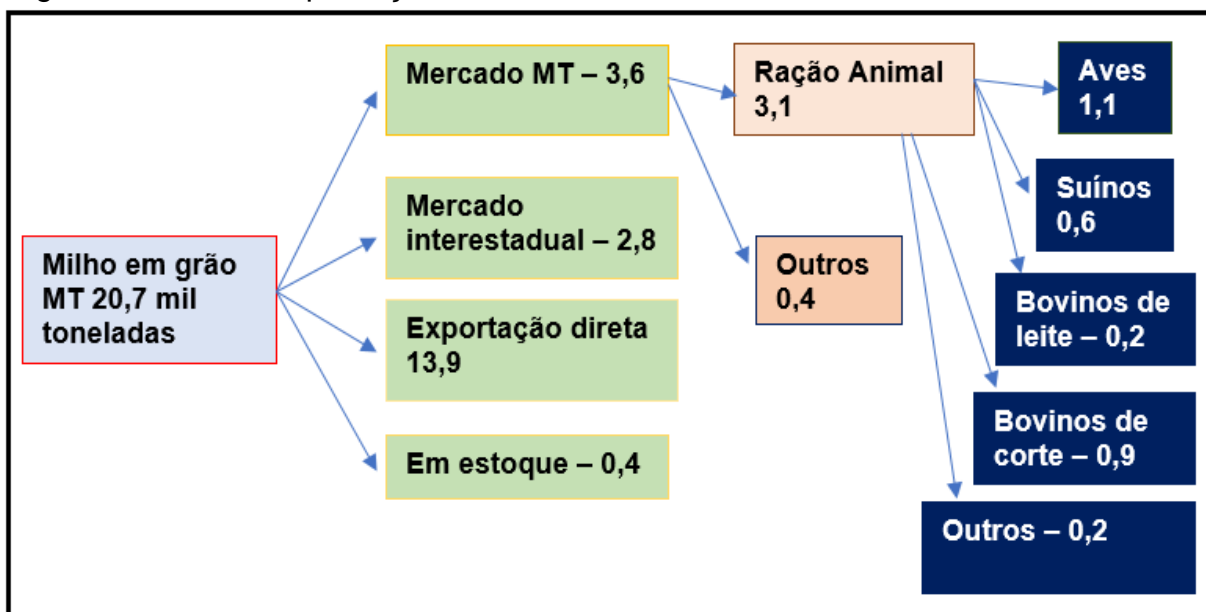 Milho em grão
MT 20,7 mil
toneladas
Mercado MT – 3,6
Mercado
interestadual – 2,8
Exportação direta
13,9
Em estoque – 0,4
Ração Animal
3,1
Outros
0,4
Aves
1,1
Suínos
0,6
Bovinos de
leite – 0,2
Bovinos de
corte – 0,9
Outros – 0,2